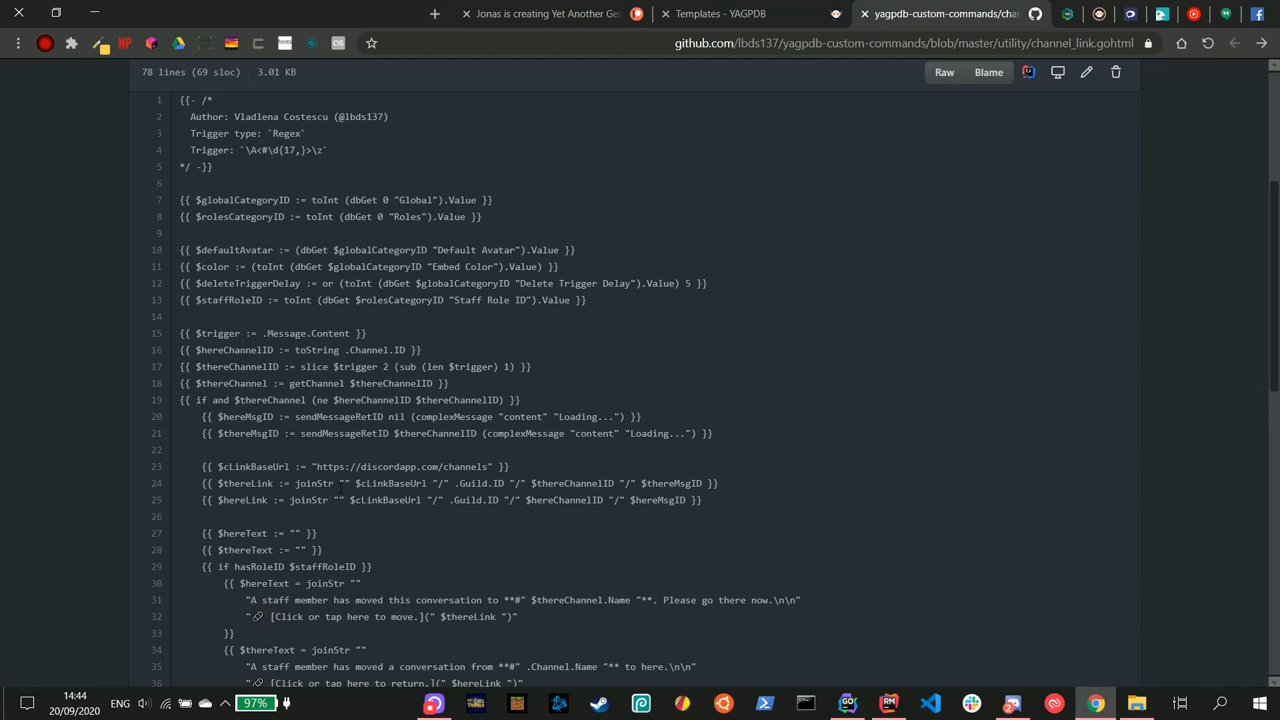 Jonas is creating Yet Another Ger
Templates - YAGPDB
yagpdb-custom-commands/char
github.com/lbds137/yagpdb-custom-commands/blob/master/utility/channel_link.gohtml
78 lines (69 sloc) 3.01 KB
Raw Blame
1 {{- /*
2 Author: Vladlena Costescu (@lbds137)
3 Trigger type: `Regex`
4 Trigger: `\A<#\d{17,}>\z`
5 */ -}}
6
7 {{ $globalCategoryID := toInt (dbGet 0 "Global").Value }}
8 {{ $rolesCategoryID := toInt (dbGet 0 "Roles").Value }}
9
10 {{ $defaultAvatar := (dbGet $globalCategoryID "Default Avatar").Value }}
11 {{ $color := (toInt (dbGet $globalCategoryID "Embed Color").Value) }}
12 {{ $deleteTriggerDelay := or (toInt (dbGet $globalCategoryID "Delete Trigger Delay").Value) 5 }}
13 {{ $staffRoleID := toInt (dbGet $rolesCategoryID "Staff Role ID").Value }}
14
15 {{ $trigger := .Message.Content }}
16 {{ $hereChannelID := toString .Channel.ID }}
17 {{ $thereChannelID := slice $trigger 2 (sub (len $trigger) 1) }}
18 {{ $thereChannel := getChannel $thereChannelID }}
19 {{ if and $thereChannel (ne $hereChannelID $thereChannelID) }}
20 {{ $hereMsgID := sendMessageRetID nil (complexMessage "content" "Loading...") }}
21 {{ $thereMsgID := sendMessageRetID $thereChannelID (complexMessage "content" "Loading...") }}
22
23 {{ $cLinkBaseUrl := "https://discordapp.com/channels" }}
24 {{ $thereLink := joinStr "" $cLinkBaseUrl "/" .Guild.ID "/" $thereChannelID "/" $thereMsgID }}
25 {{ $hereLink := joinStr "" $cLinkBaseUrl "/" .Guild.ID "/" $hereChannelID "/" $hereMsgID }}
26
27 {{ $hereText := "" }}
28 {{ $thereText := "" }}
29 {{ if hasRoleID $staffRoleID }}
30 {{ $hereText = joinStr ""
31 "A staff member has moved this conversation to **#" $thereChannel.Name "**. Please go there now.\n\n"
32 "🔗 [Click or tap here to move.](" $thereLink ")"
33 }}
34 {{ $thereText = joinStr ""
35 "A staff member has moved a conversation from **#" .Channel.Name "** to here.\n\n"
36 "🔗 [Click or tap here to return.](" $hereLink ")"
14:44
20/09/2020
97%
ENG